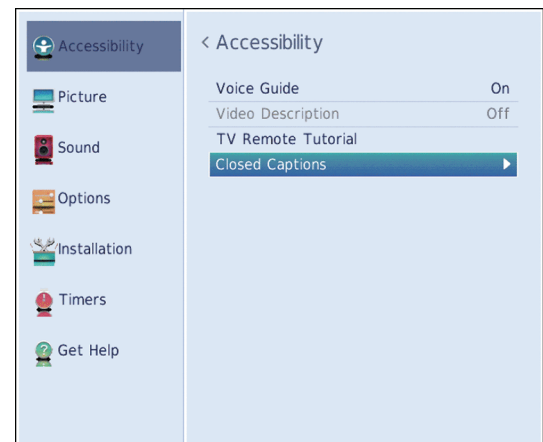 Accessibility
Picture
Sound
Options
Installation
Timers
Get Help
< Accessibility
Voice Guide On
Video Description Off
TV Remote Tutorial
Closed Captions